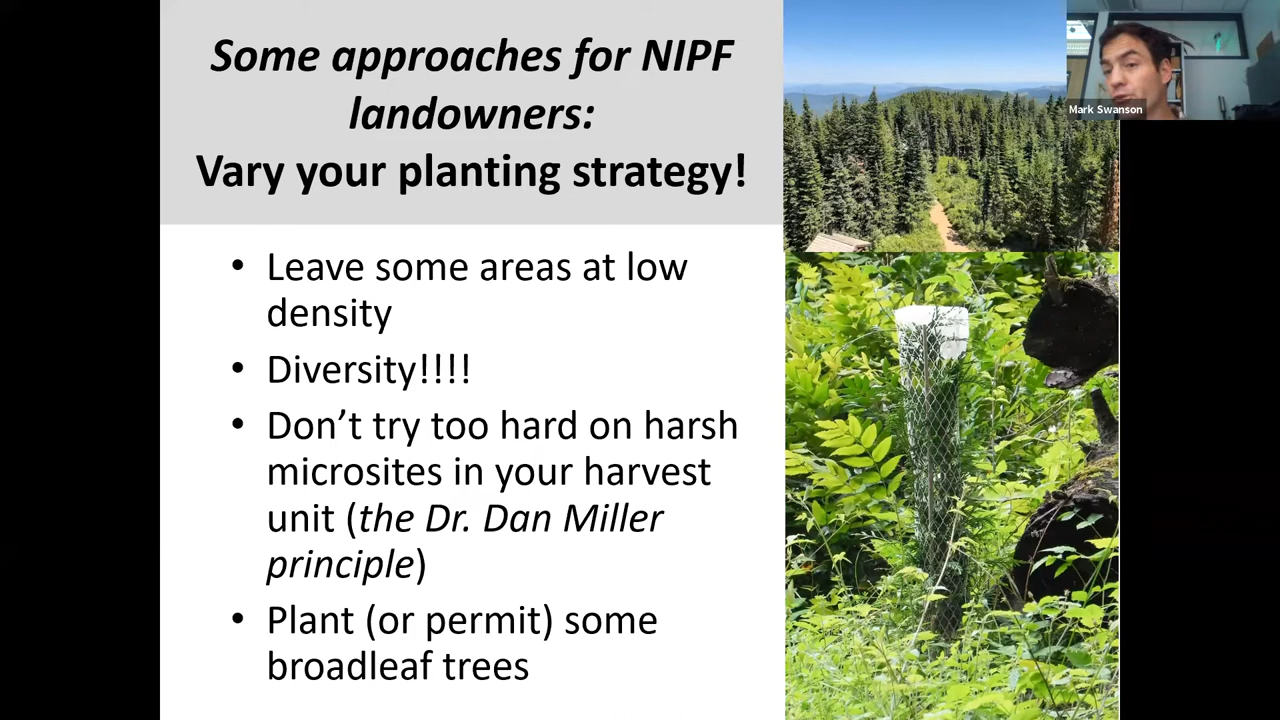 Some approaches for NIPF
landowners:
Vary your planting strategy!
Mark Swanson
• Leave some areas at low
density
• Diversity!!!!
• Don’t try too hard on harsh
microsites in your harvest
unit (the Dr. Dan Miller
principle)
• Plant (or permit) some
broadleaf trees